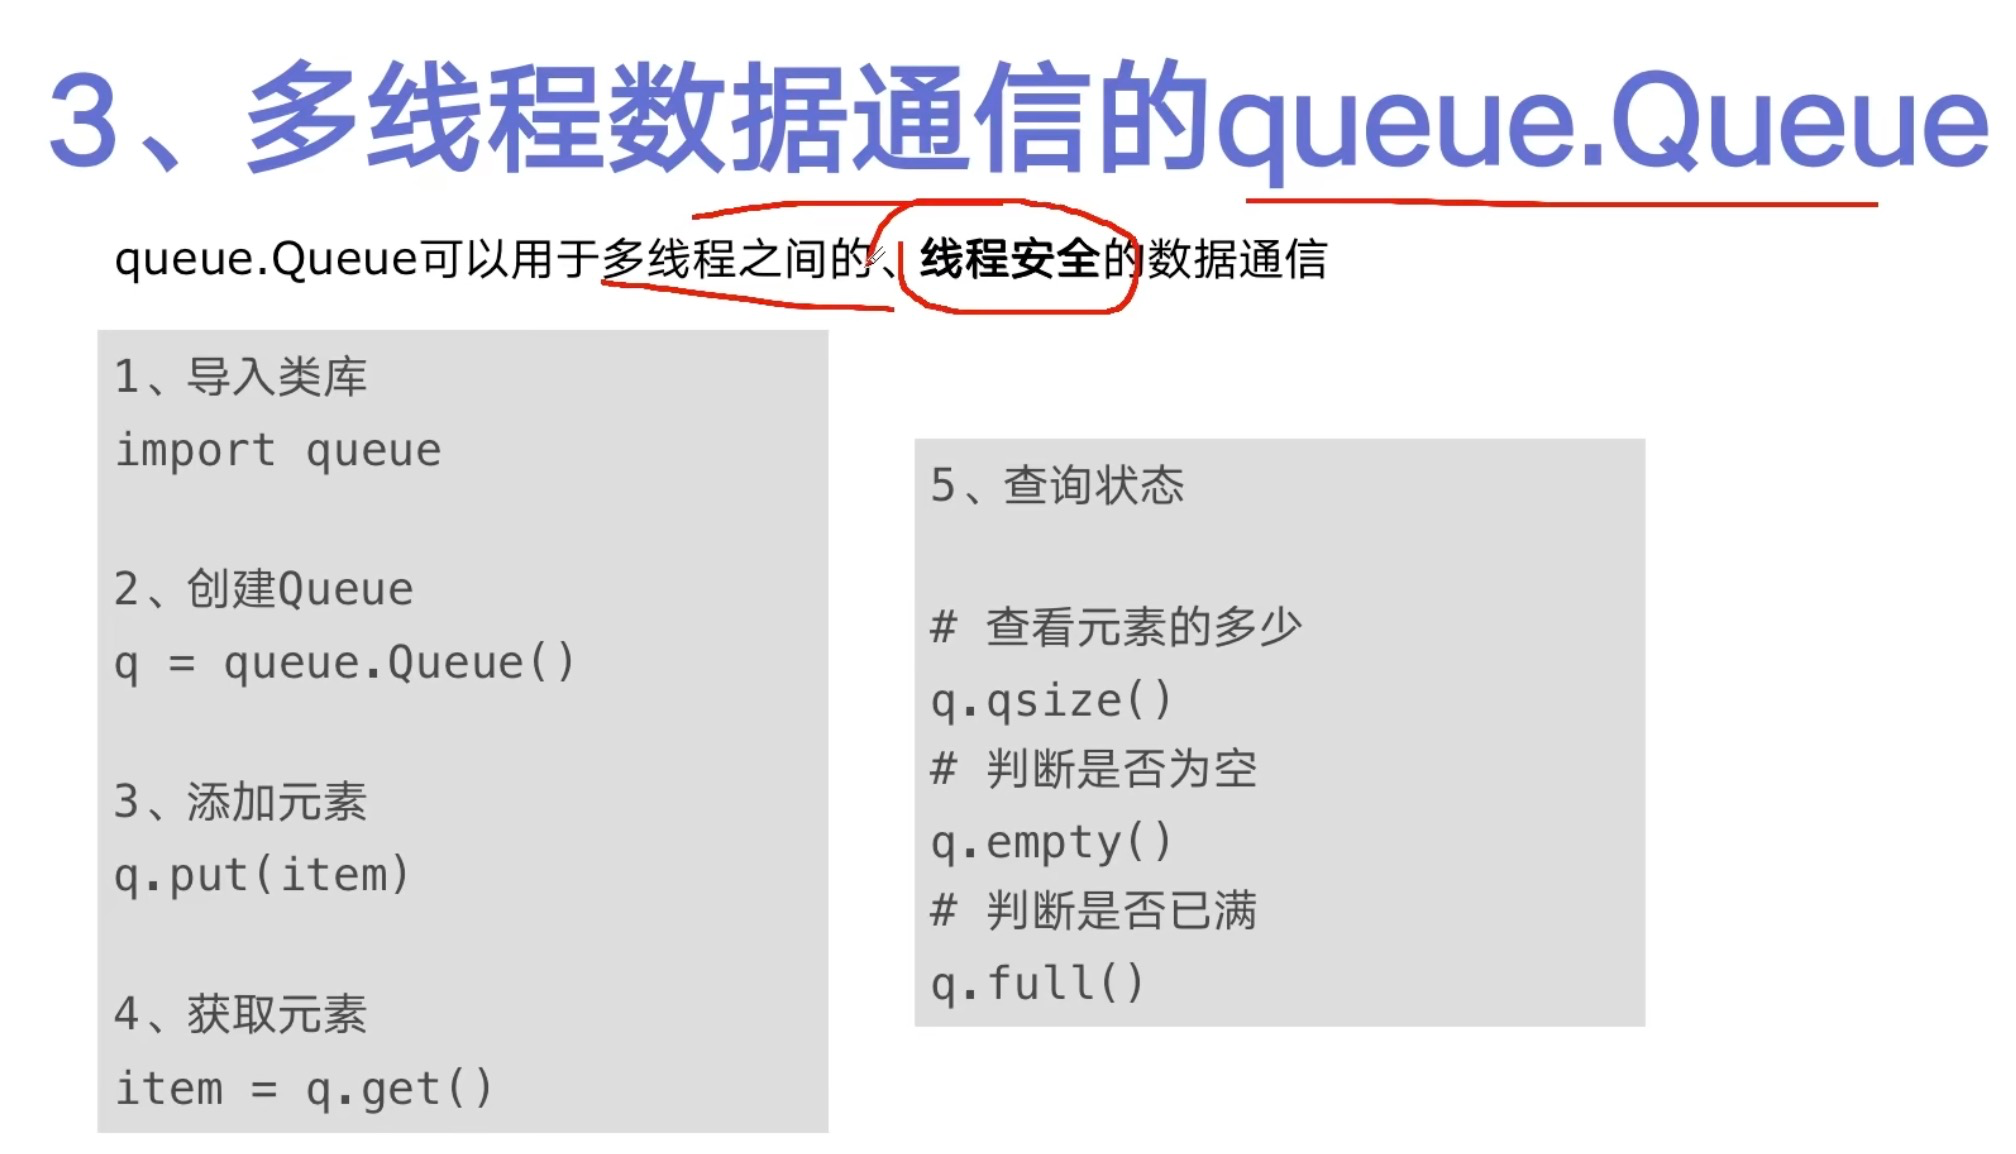 3、多线程数据通信的queue.Queue
queue.Queue可以用于多线程之间的、线程安全的数据通信
1、导入类库
import queue
2、创建Queue
q = queue.Queue()
3、添加元素
q.put(item)
4、获取元素
item = q.get()
5、查询状态
# 查看元素的多少
q.qsize()
# 判断是否为空
q.empty()
# 判断是否已满
q.full()